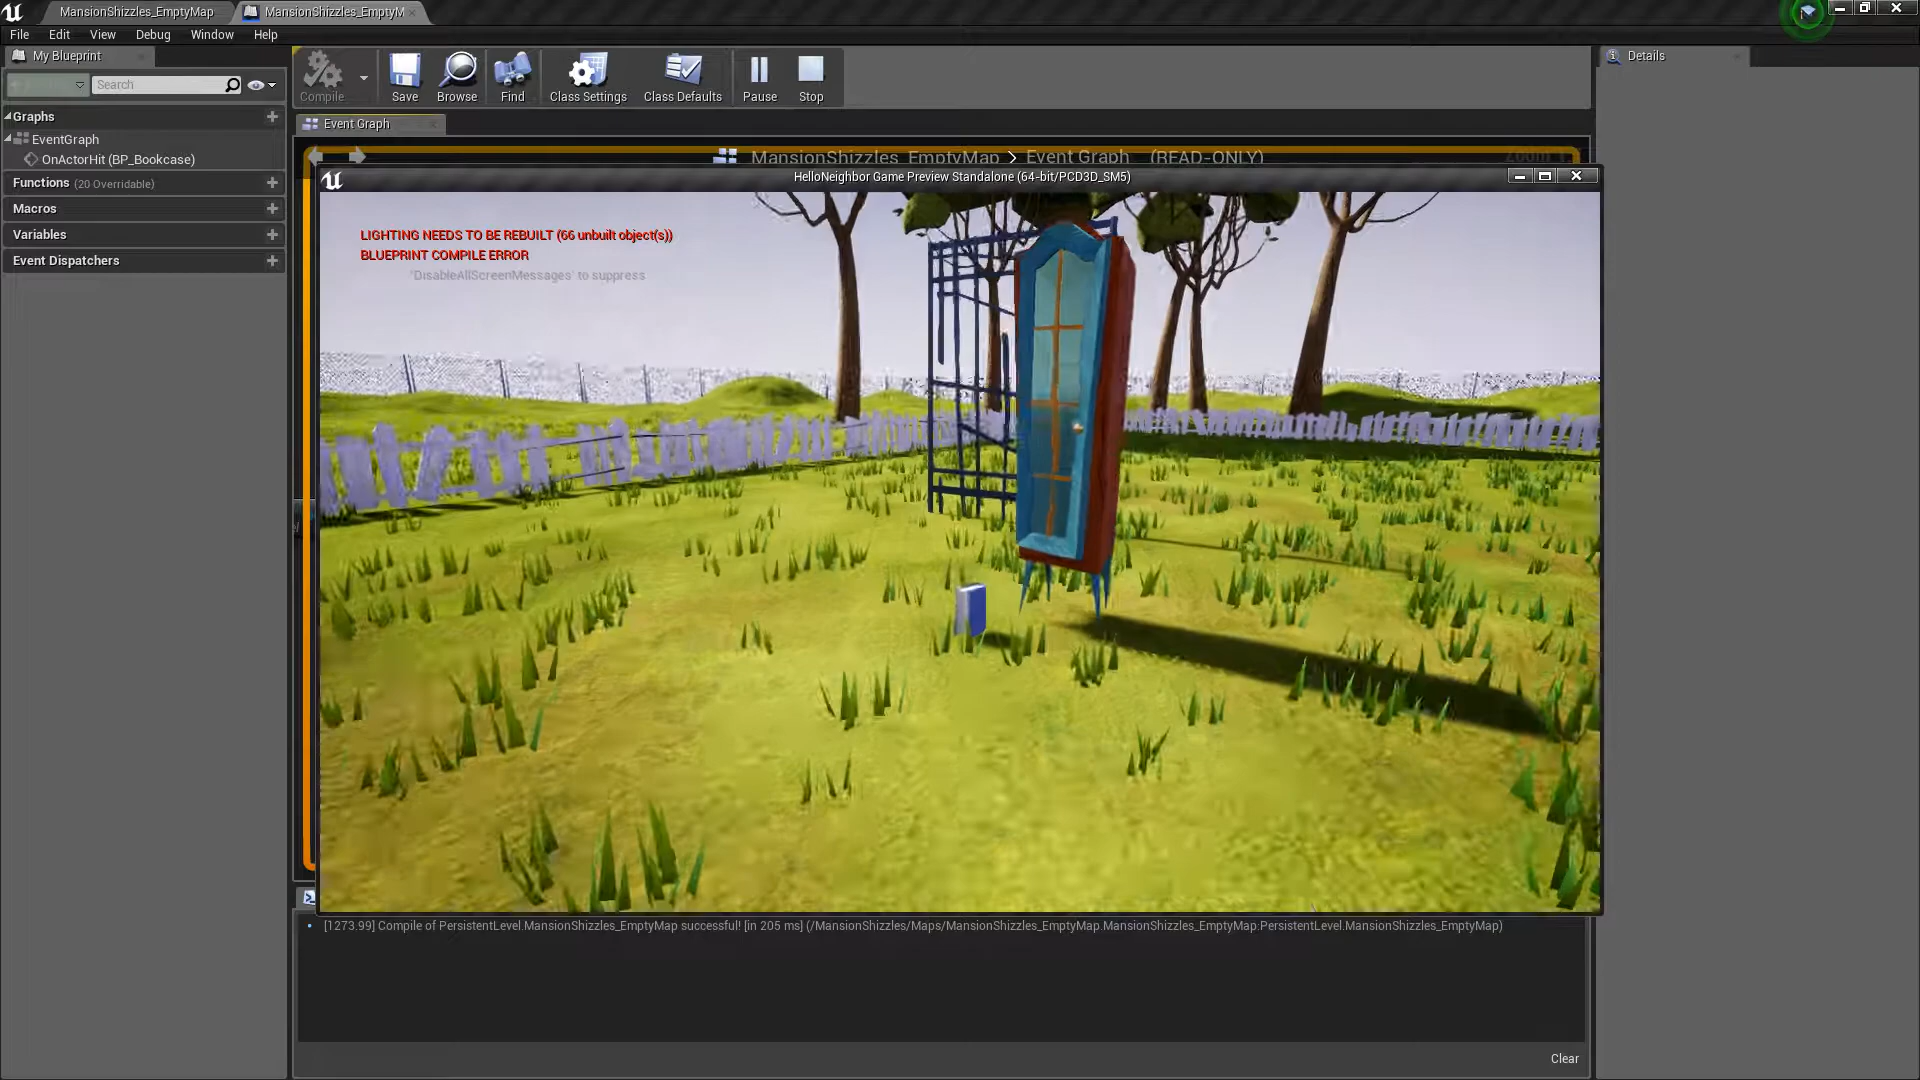 MansionShizzles_EmptyMap
MansionShizzles_EmptyM
File Edit View Debug Window Help
My Blueprint
Details
Search
Compile
Save
Browse
Find
Class Settings
Class Defaults
Pause
Stop
Graphs
EventGraph
OnActorHit (BP_Bookcase)
Functions (20 Overridable)
Macros
Variables
Event Dispatchers
Event Graph
MansionShizzles_EmptyMap > Event Graph (READ-ONLY)
HelloNeighbor Game Preview Standalone (64-bit/PCD3D_SM5)
LIGHTING NEEDS TO BE REBUILT (66 unbuilt object(s))
BLUEPRINT COMPILE ERROR
'DisableAllScreenMessages' to suppress
[1273.99] Compile of PersistentLevel.MansionShizzles_EmptyMap successful! [in 205 ms] (/MansionShizzles/Maps/MansionShizzles_EmptyMap.MansionShizzles_EmptyMap:PersistentLevel.MansionShizzles_EmptyMap)
Clear